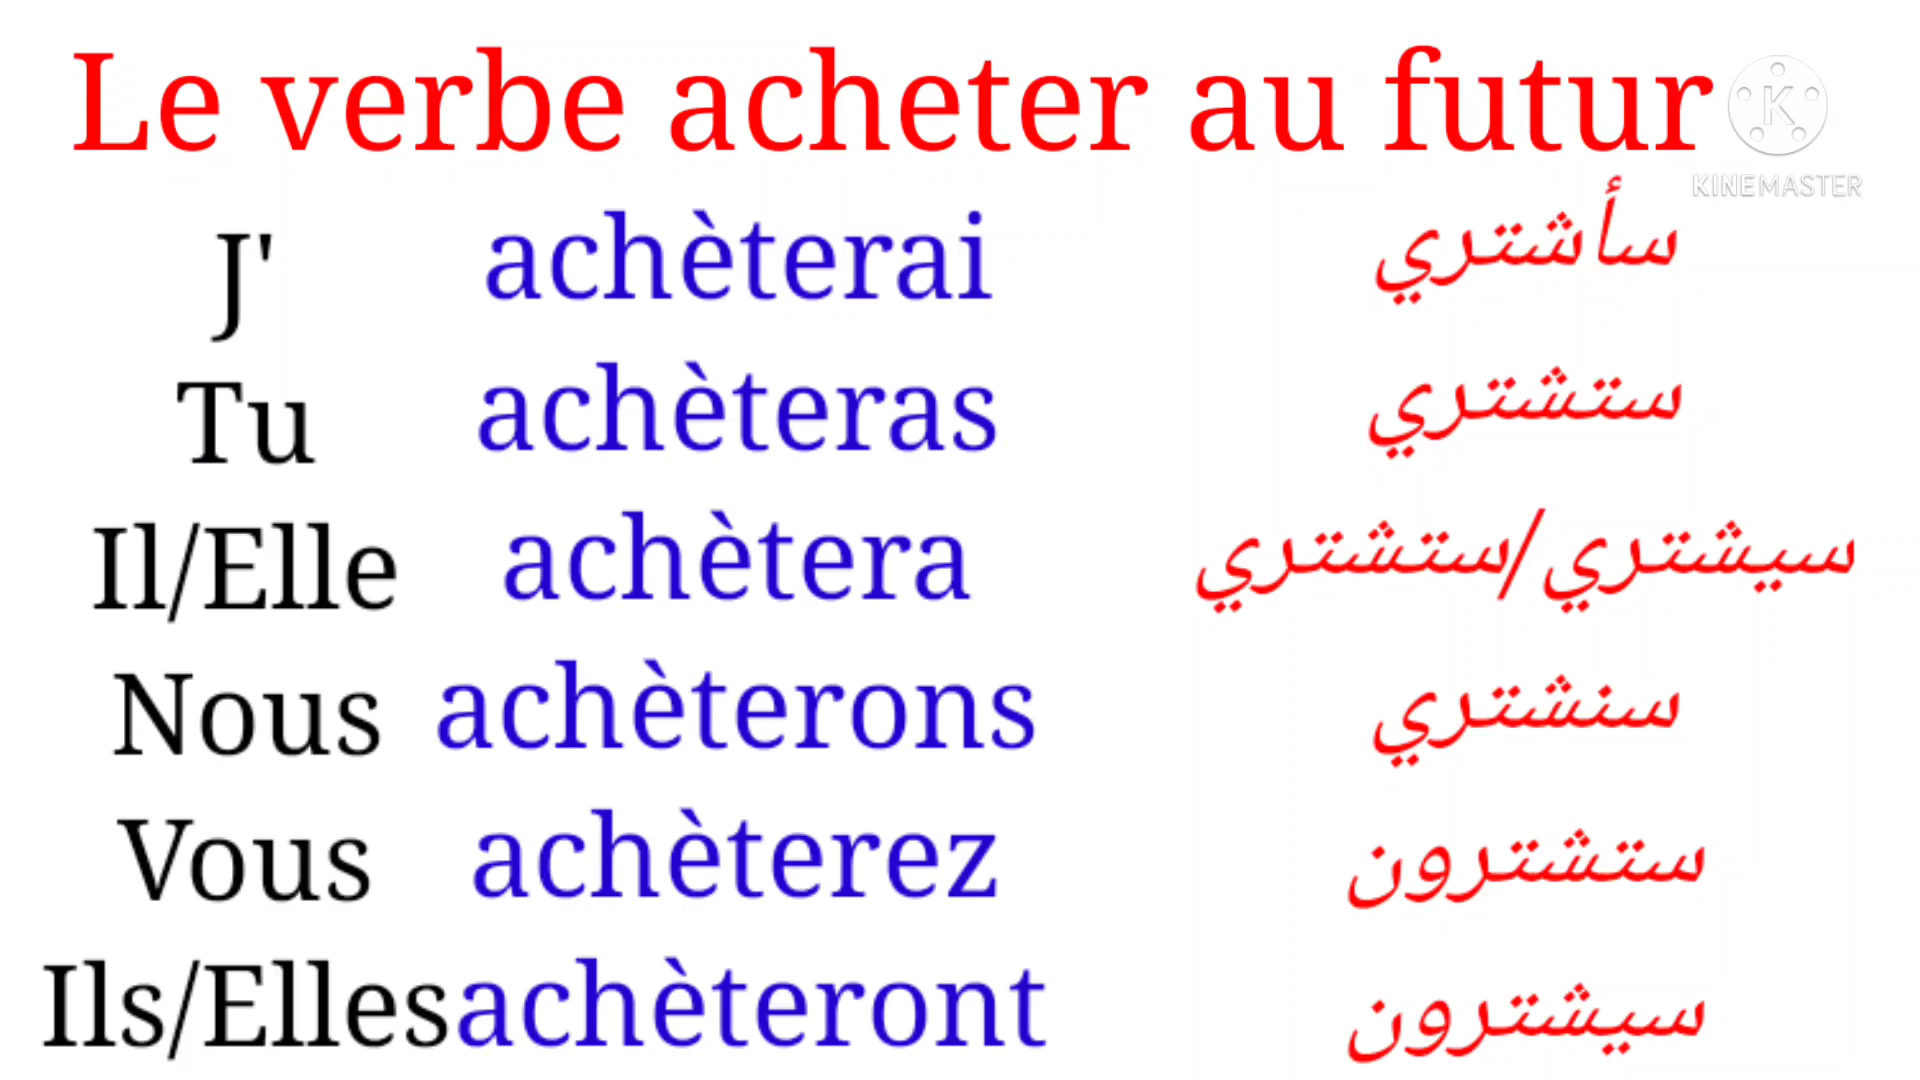 Le verbe acheter au futur
K
KINEMASTER
J' achèterai سأشتري
Tu achèteras ستشتري
Il/Elle achètera سيشتري/ستشتري
Nous achèterons سنشتري
Vous achèterez ستشترون
Ils/Elles achèteront سيشترون